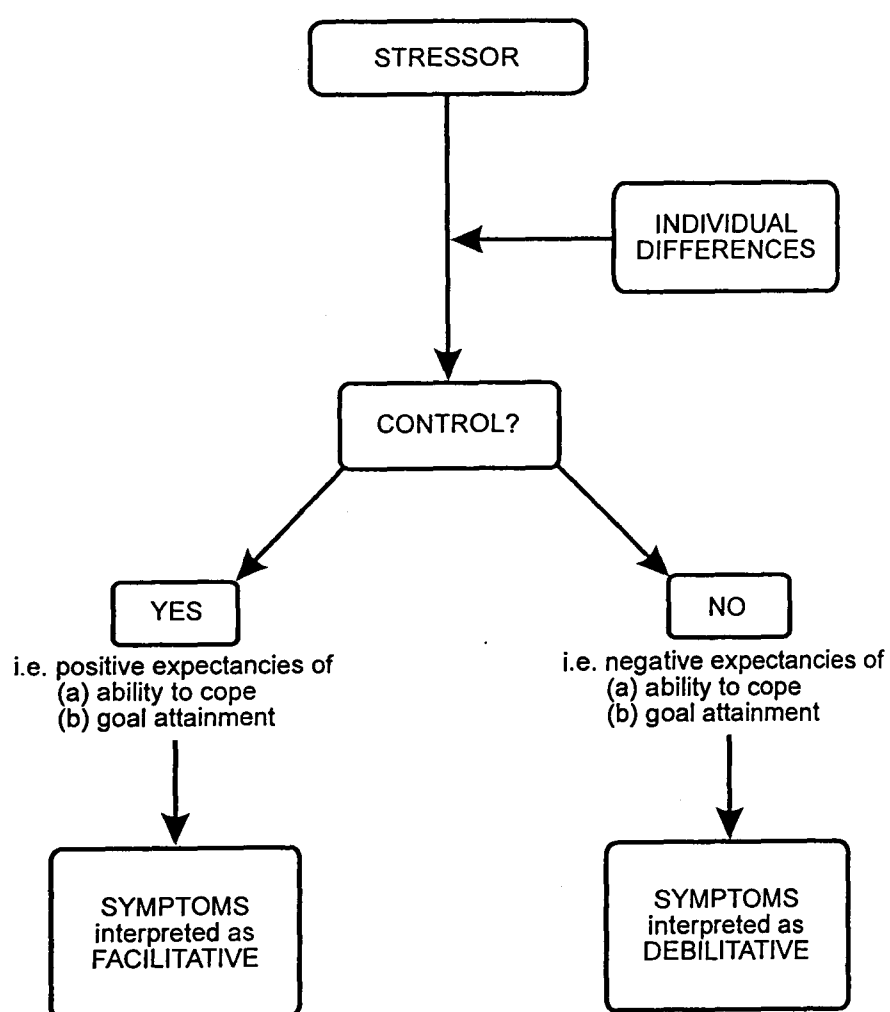 STRESSOR
INDIVIDUAL
DIFFERENCES
CONTROL?
YES
i.e. positive expectancies of
(a) ability to cope
(b) goal attainment
NO
i.e. negative expectancies of
(a) ability to cope
(b) goal attainment
SYMPTOMS
interpreted as
FACILITATIVE
SYMPTOMS
interpreted as
DEBILITATIVE